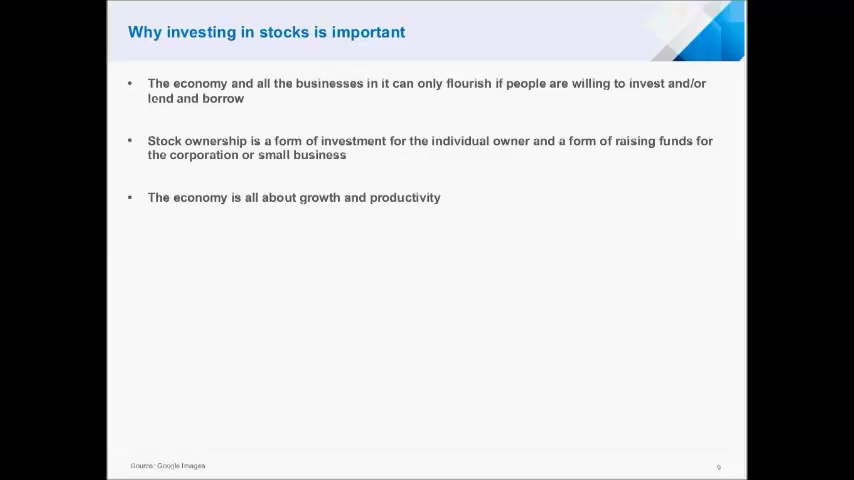 Why investing in stocks is important
• The economy and all the businesses in it can only flourish if people are willing to invest and/or
lend and borrow
• Stock ownership is a form of investment for the individual owner and a form of raising funds for
the corporation or small business
• The economy is all about growth and productivity
Source: Google Images
9